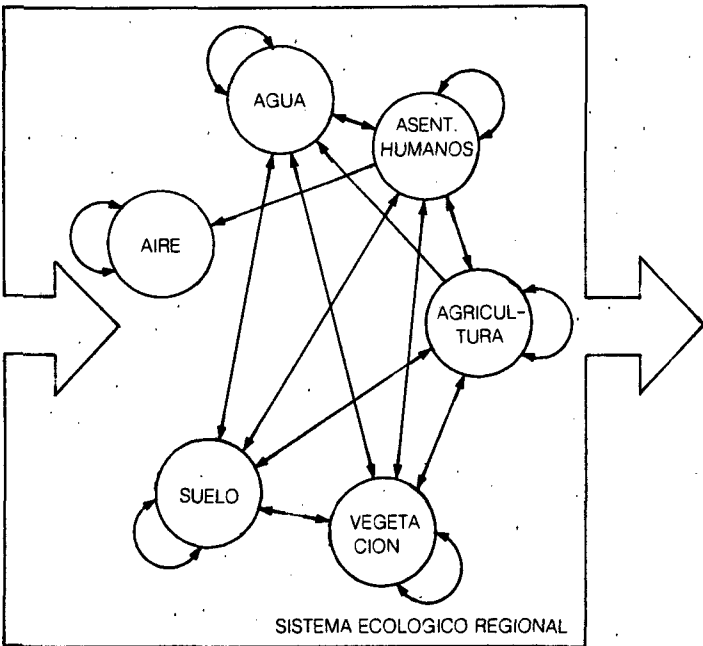 AGUA
ASENT.
HUMANOS
AIRE
AGRICUL-
TURA
SUELO
VEGETA
CION
SISTEMA ECOLOGICO REGIONAL